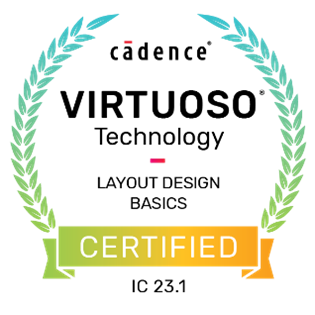 cādence®
VIRTUOSO®
Technology
LAYOUT DESIGN
BASICS
CERTIFIED
IC 23.1